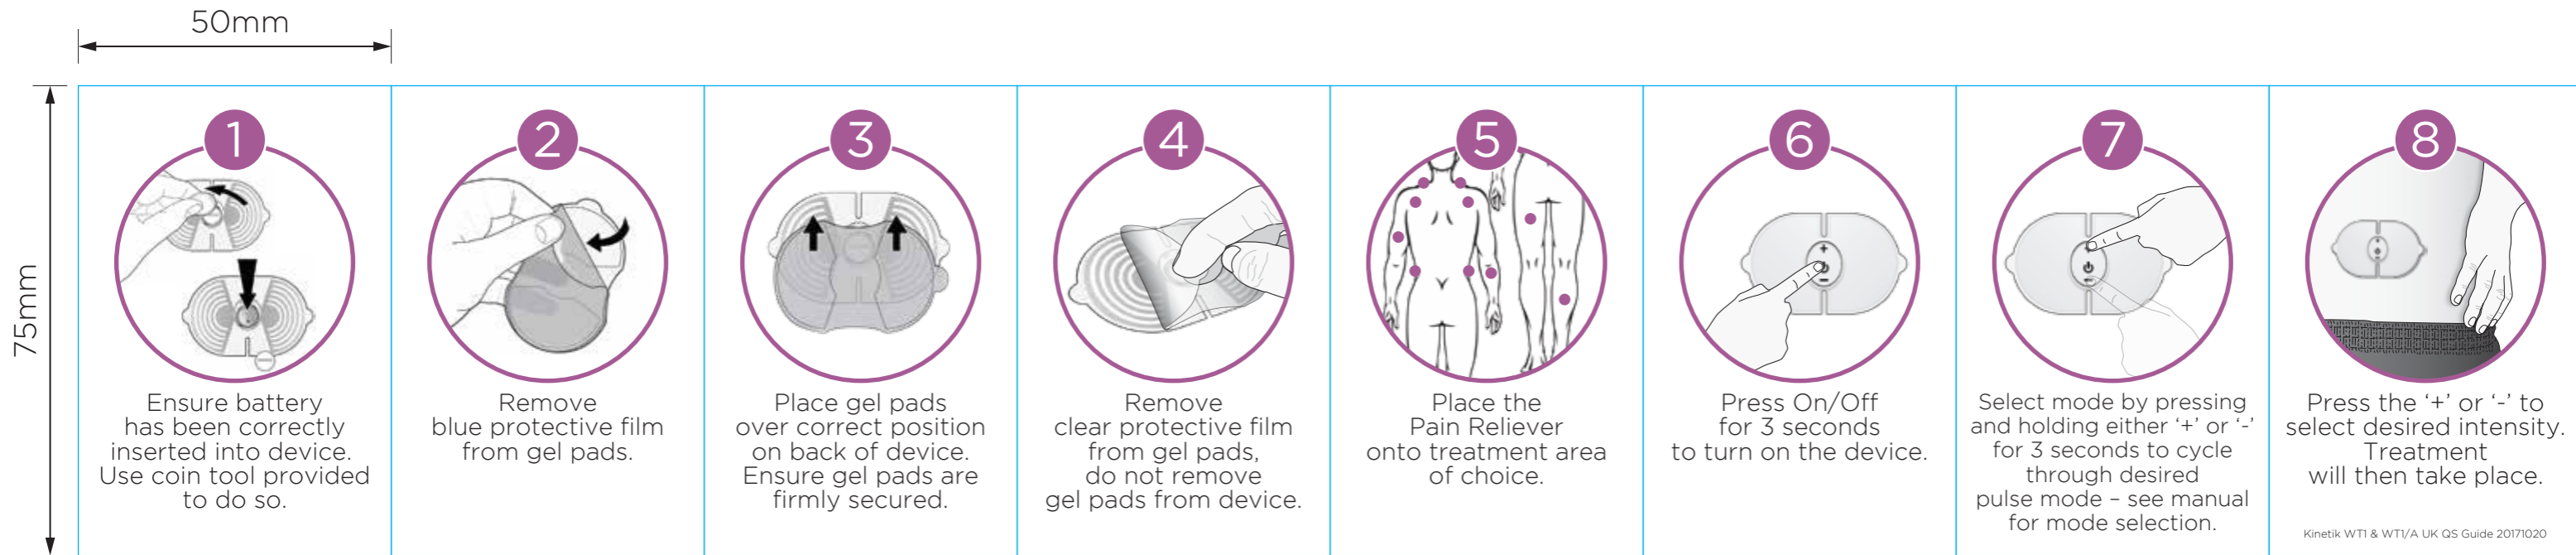 50mm
75mm
1
Ensure battery
has been correctly
inserted into device.
Use coin tool provided
to do so.
2
Remove
blue protective film
from gel pads.
3
Place gel pads
over correct position
on back of device.
Ensure gel pads are
firmly secured.
4
Remove
clear protective film
from gel pads,
do not remove
gel pads from device.
5
Place the
Pain Reliever
onto treatment area
of choice.
6
+
–
Press On/Off
for 3 seconds
to turn on the device.
7
Select mode by pressing
and holding either ‘+’ or ‘-’
for 3 seconds to cycle
through desired
pulse mode – see manual
for mode selection.
8
Press the ‘+’ or ‘-’ to
select desired intensity.
Treatment
will then take place.
Kinetik WT1 & WT1/A UK QS Guide 20171020